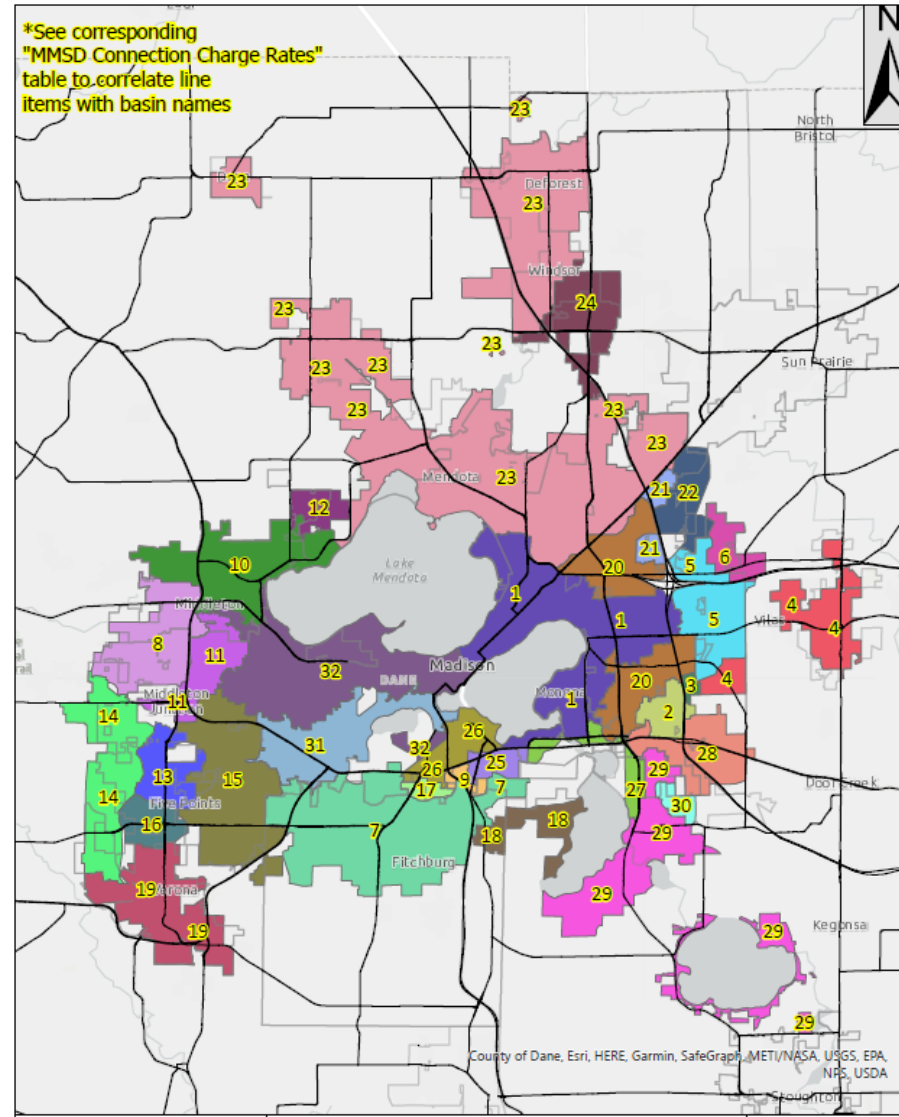 *See corresponding
"MMSD Connection Charge Rates"
table to correlate line
items with basin names
N
23
North
Bristol
23
Deforest
23
Windsor
24
23
23
Sun Prairie
23
23
23
23
23
Mendota
23
21
22
12
21
6
10
Lake
Mendota
5
20
1
1
4
Middleton
5
4
8
11
32
Madison
DANE
20
4
3
Middleton
11
Junction
14
1
2
26
31
32
28
25
29
26
13
15
9
Door Creek
14
17
7
27
30
Five Points
16
18
7
18
29
Fitchburg
19
Verona
29
19
29
Kegonsa
29
County of Dane, Esri, HERE, Garmin, SafeGraph, METI/NASA, USGS, EPA,
NPS, USDA
Stoughton